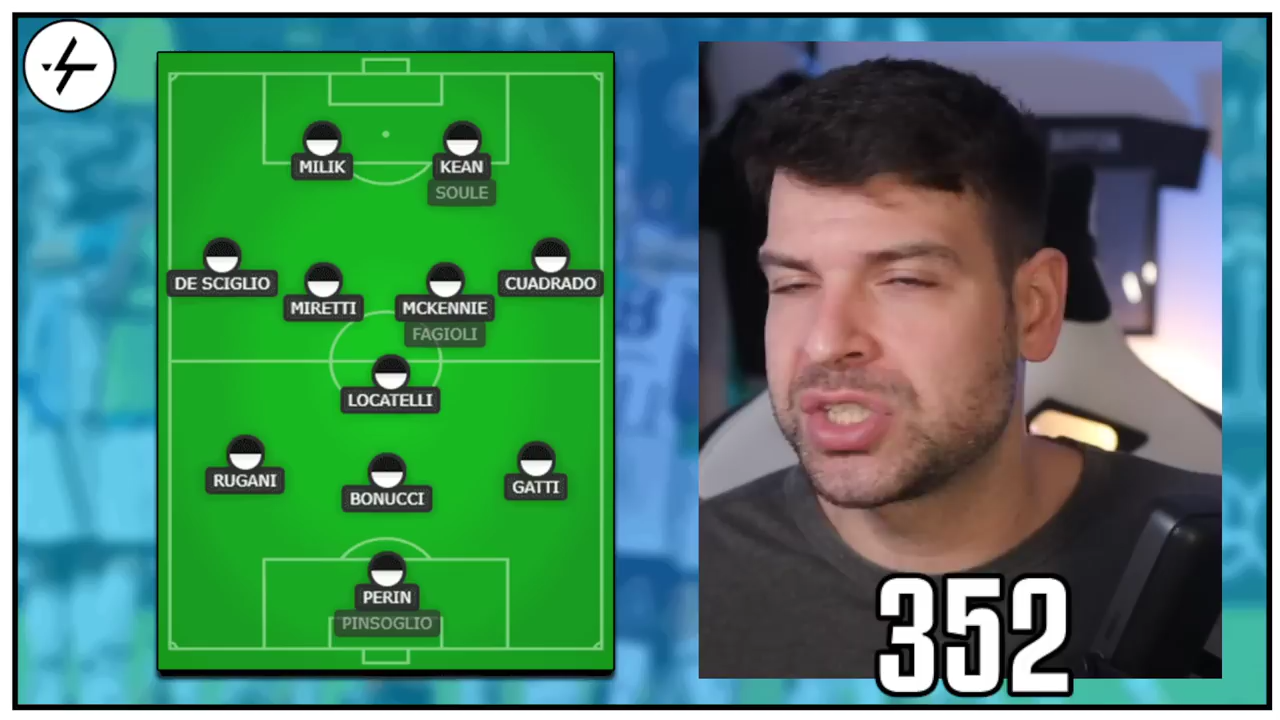 MILIK
KEAN
SOULE
DE SCIGLIO
CUADRADO
MIRETTI
MCKENNIE
FAGIOLI
LOCATELLI
RUGANI
BONUCCI
GATTI
PERIN
PINSOGLIO
352